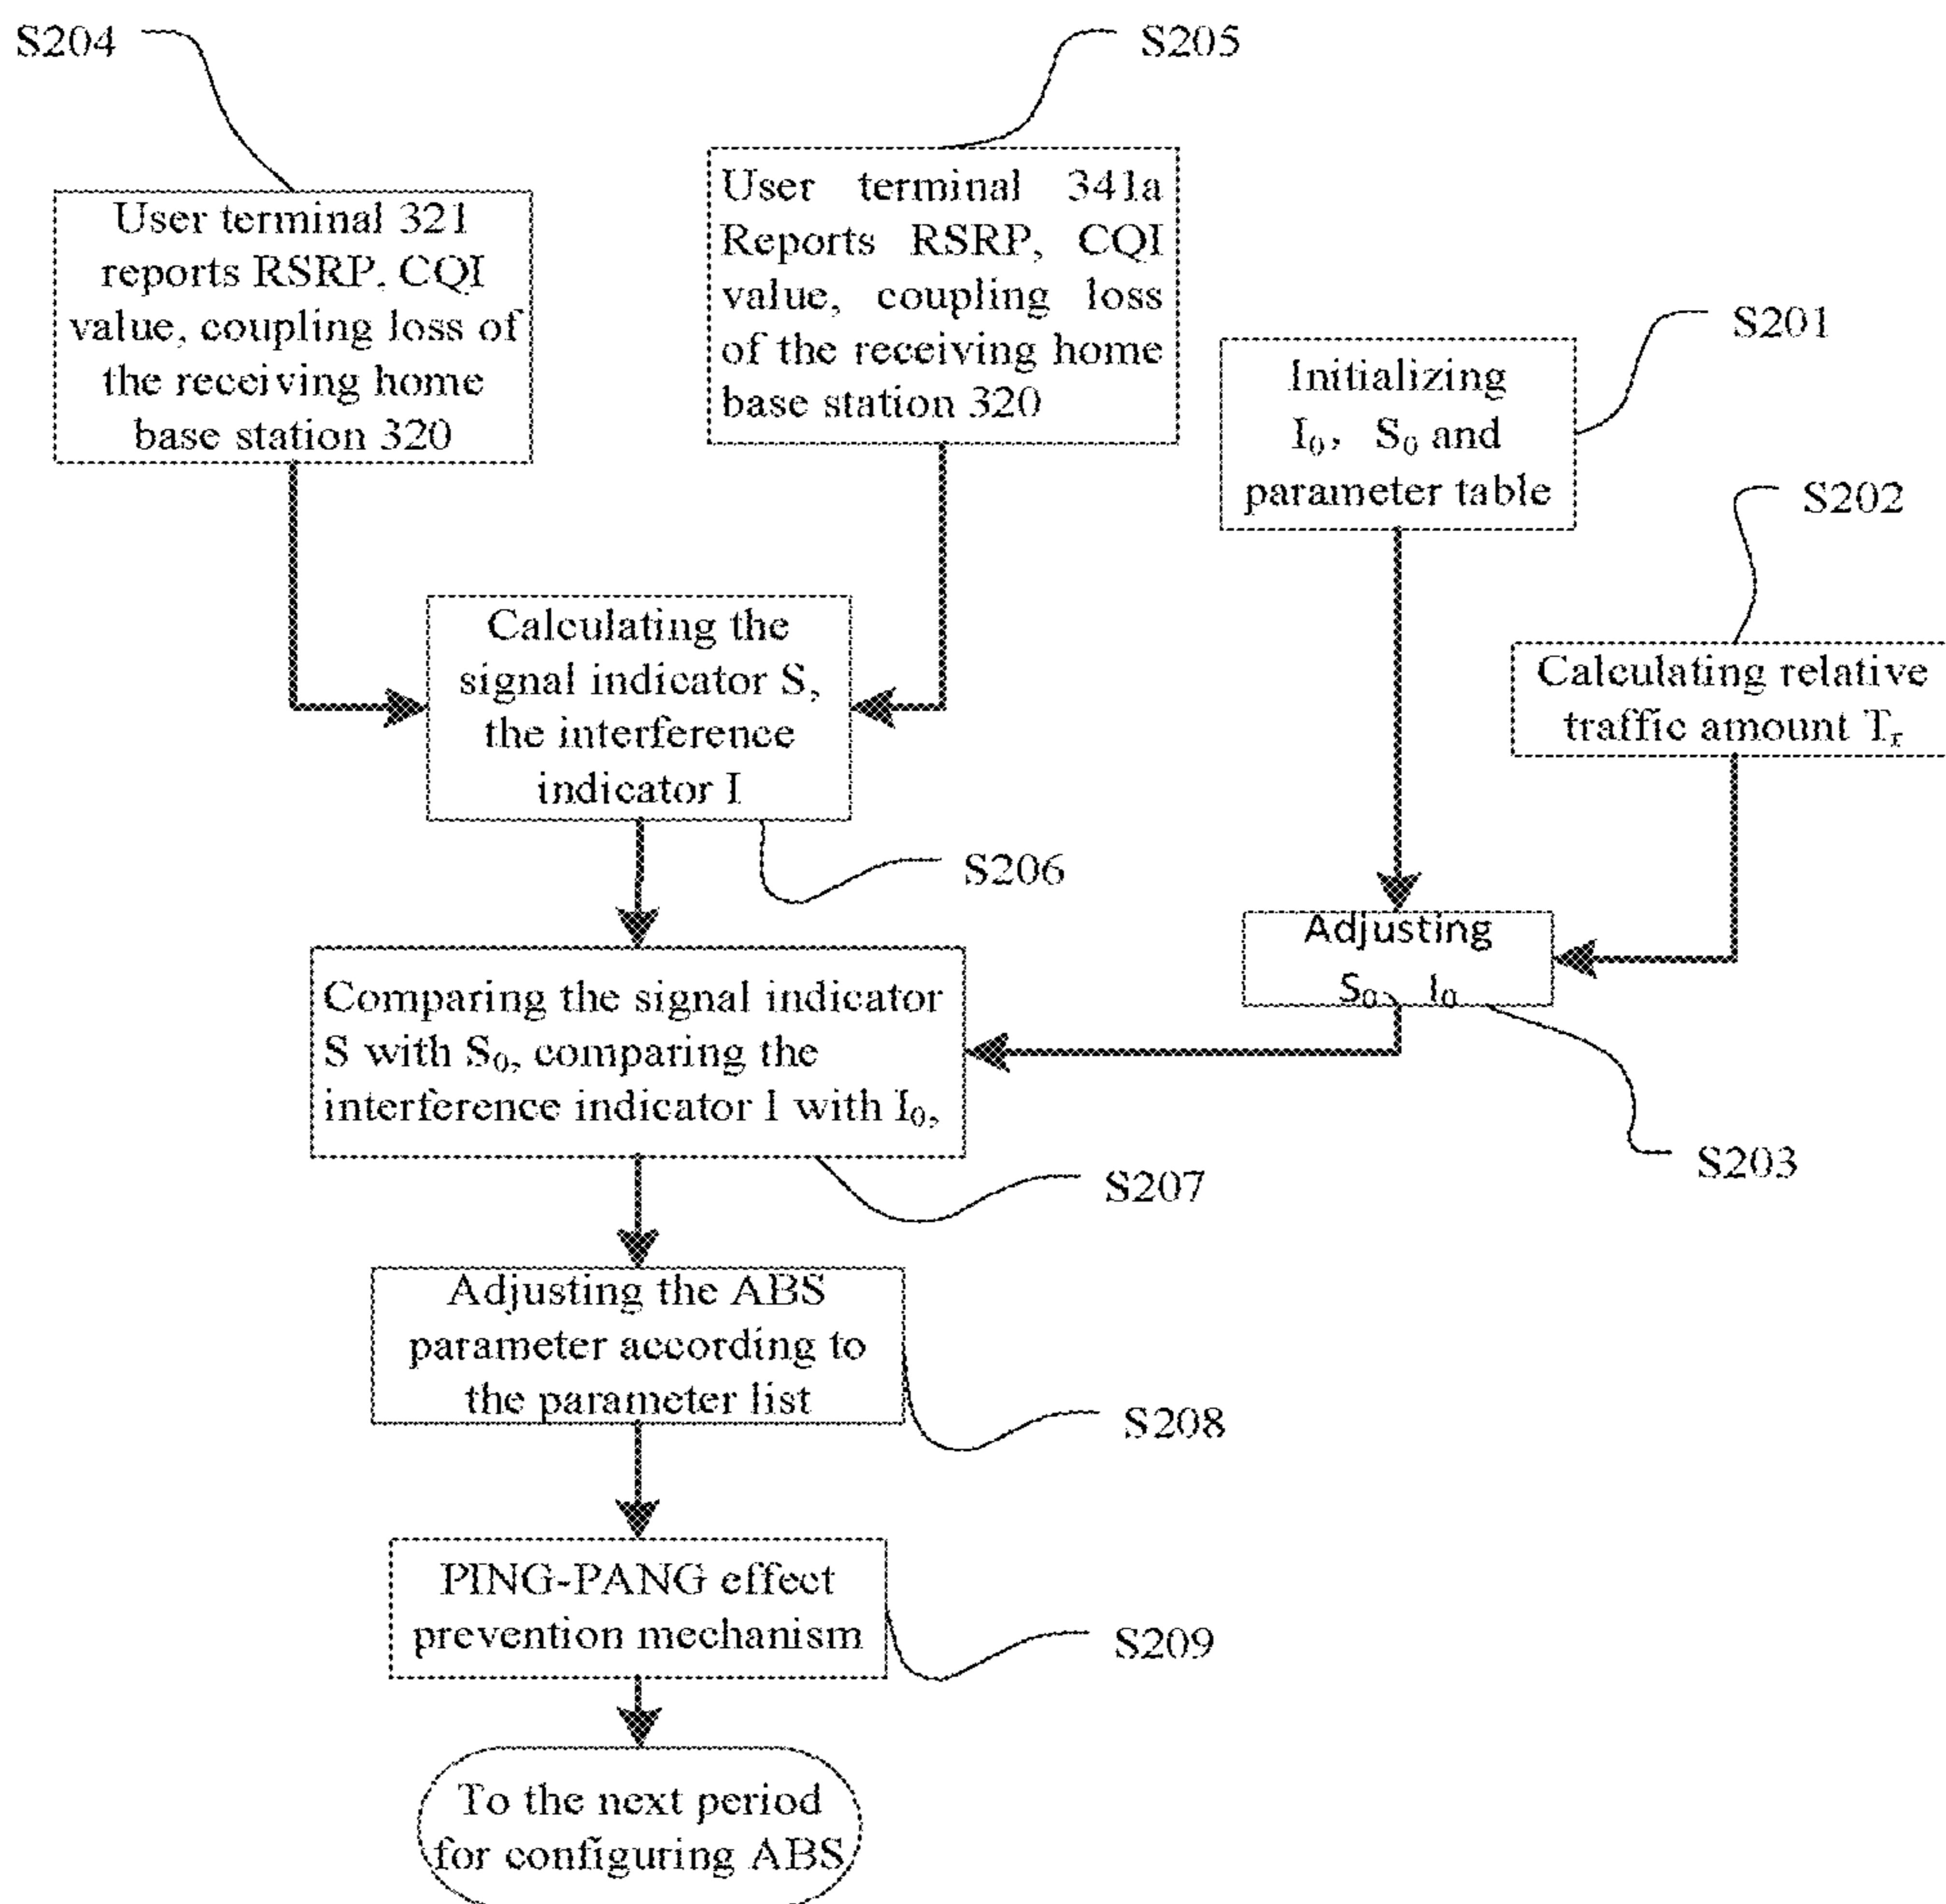 S204
S205
User terminal 321
reports RSRP, CQI
value, coupling loss of
the receiving home
base station 320
User terminal 341a
Reports RSRP, CQI
value, coupling loss
of the receiving home
base station 320
S201
Initializing
I₀, S₀ and
parameter table
S202
Calculating relative
traffic amount Tᵣ
Calculating the
signal indicator S,
the interference
indicator I
S206
Adjusting
S₀、 I₀
S203
Comparing the signal indicator
S with S₀, comparing the
interference indicator I with I₀,
S207
Adjusting the ABS
parameter according to
the parameter list
S208
PING-PANG effect
prevention mechanism
S209
To the next period
for configuring ABS